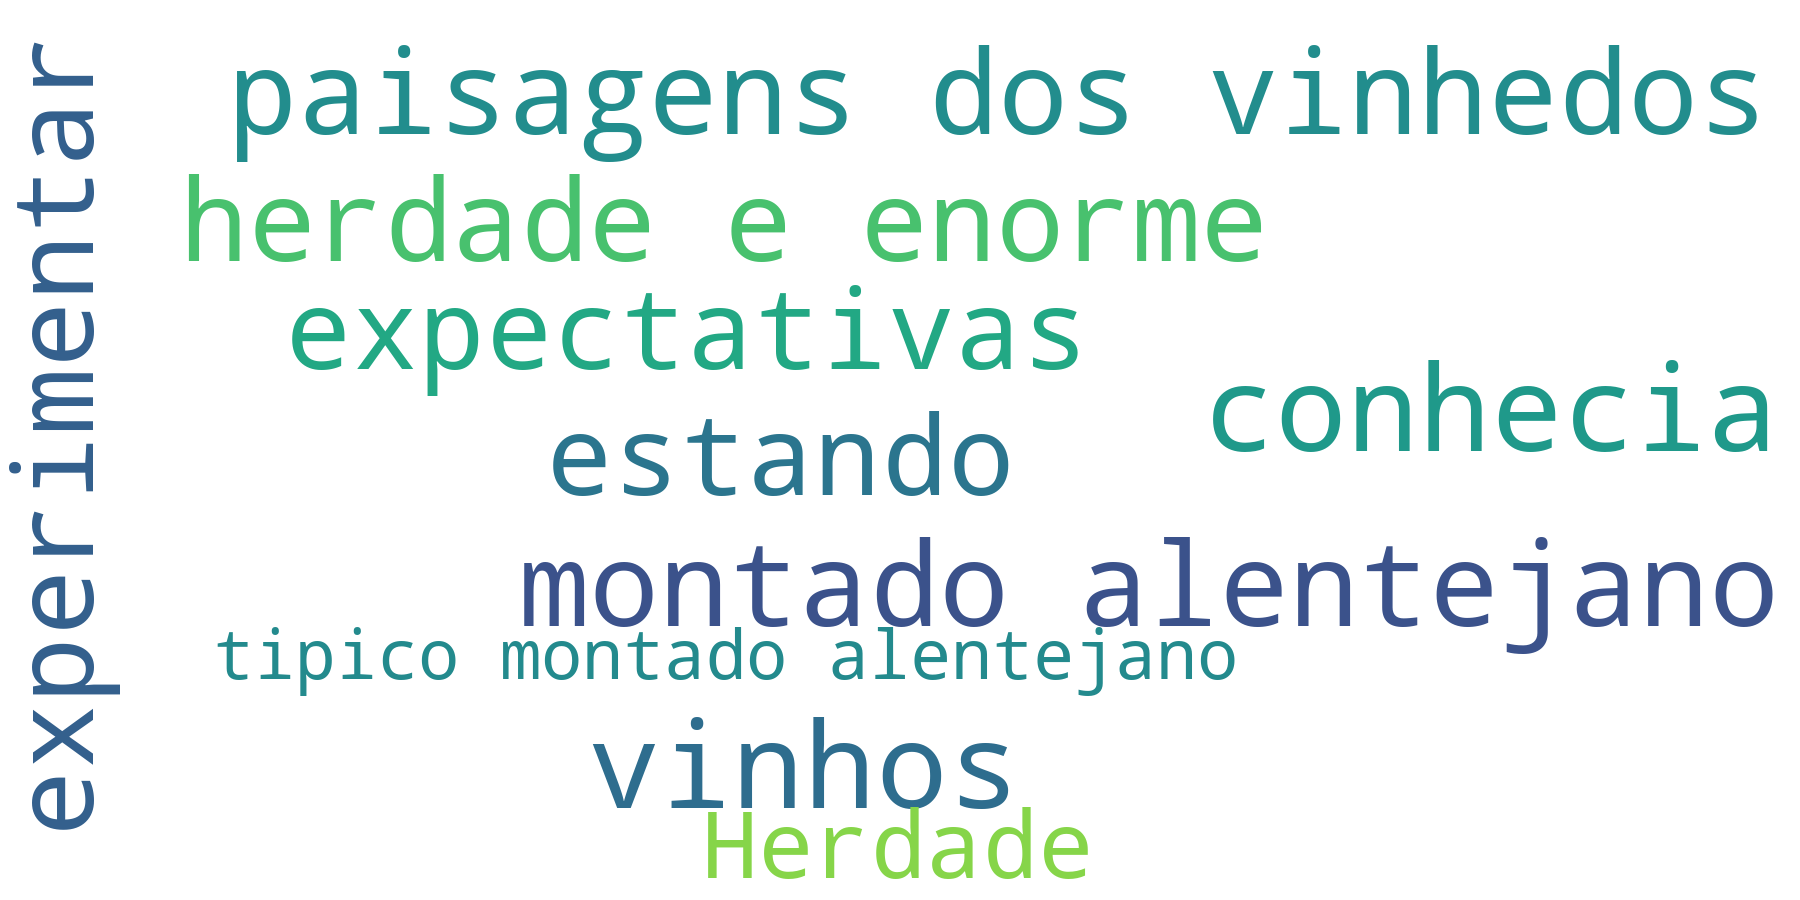 experimentar
paisagens dos vinhedos
herdade e enorme
expectativas
conhecia
estando
montado alentejano
tipico montado alentejano
vinhos
Herdade